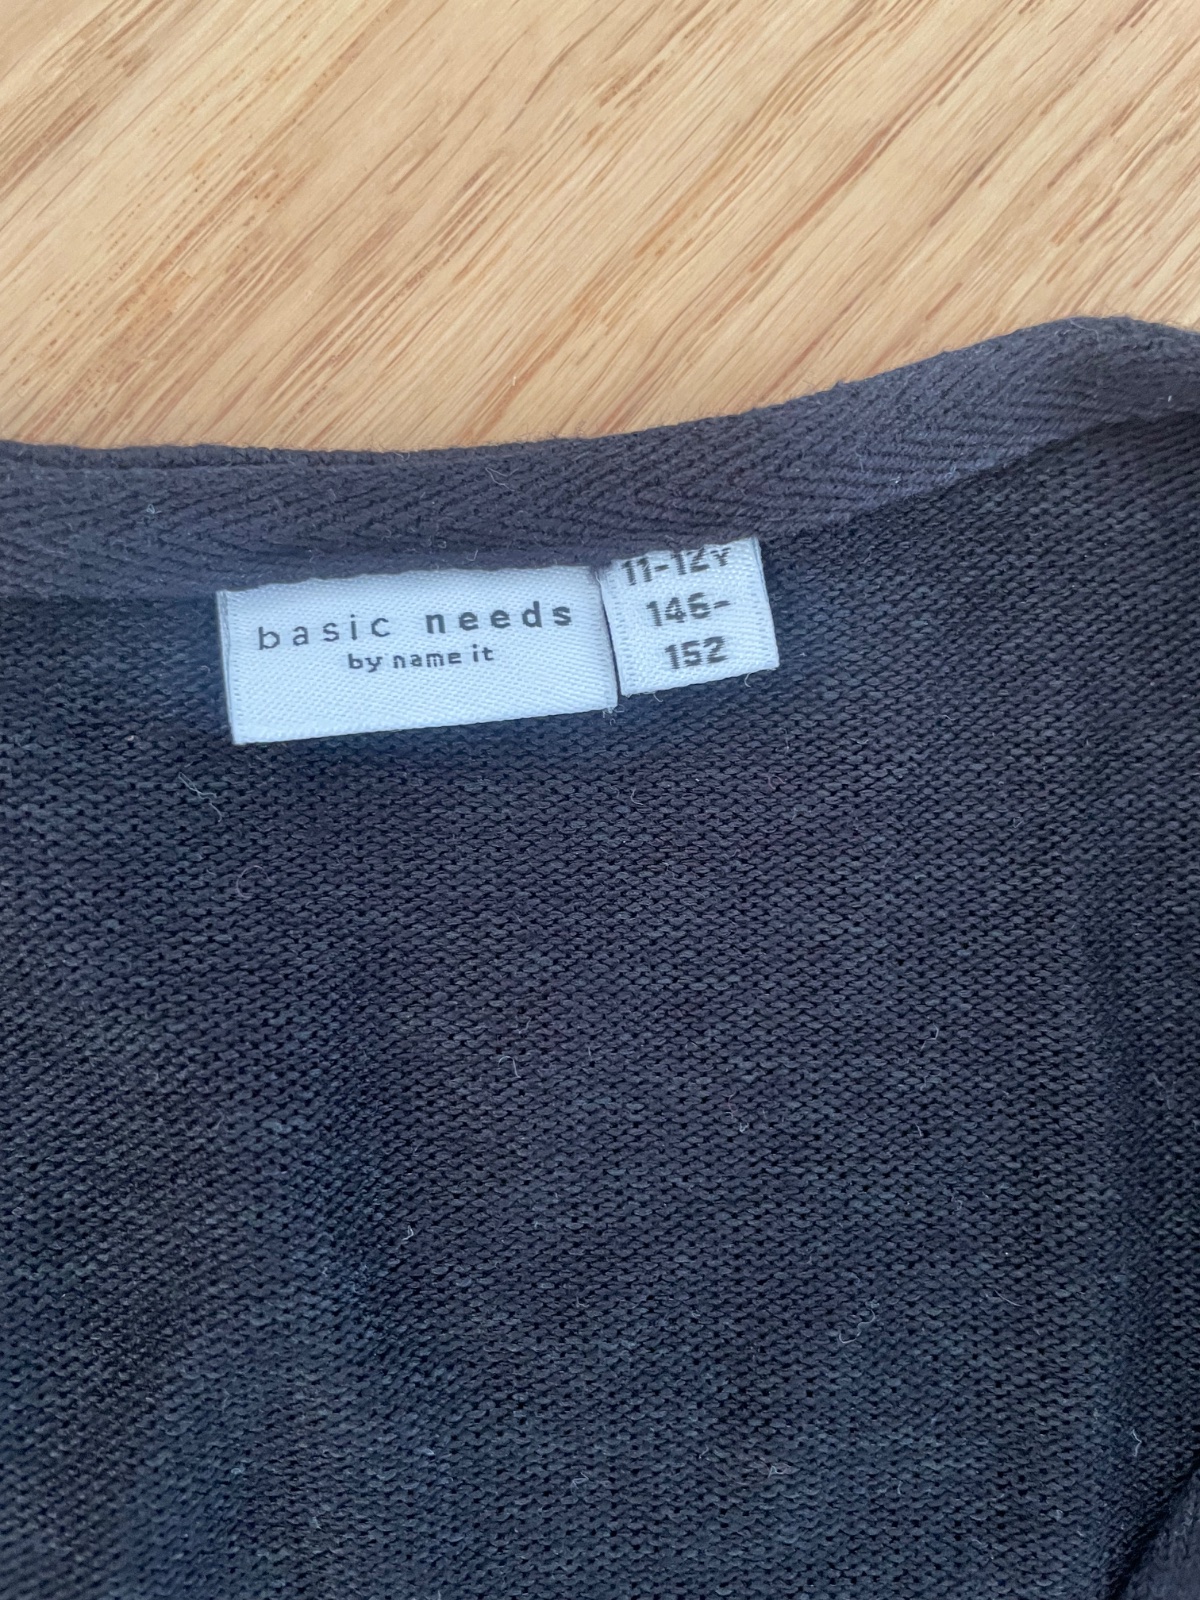 basic needs
by name it
11-12Y
146-
152